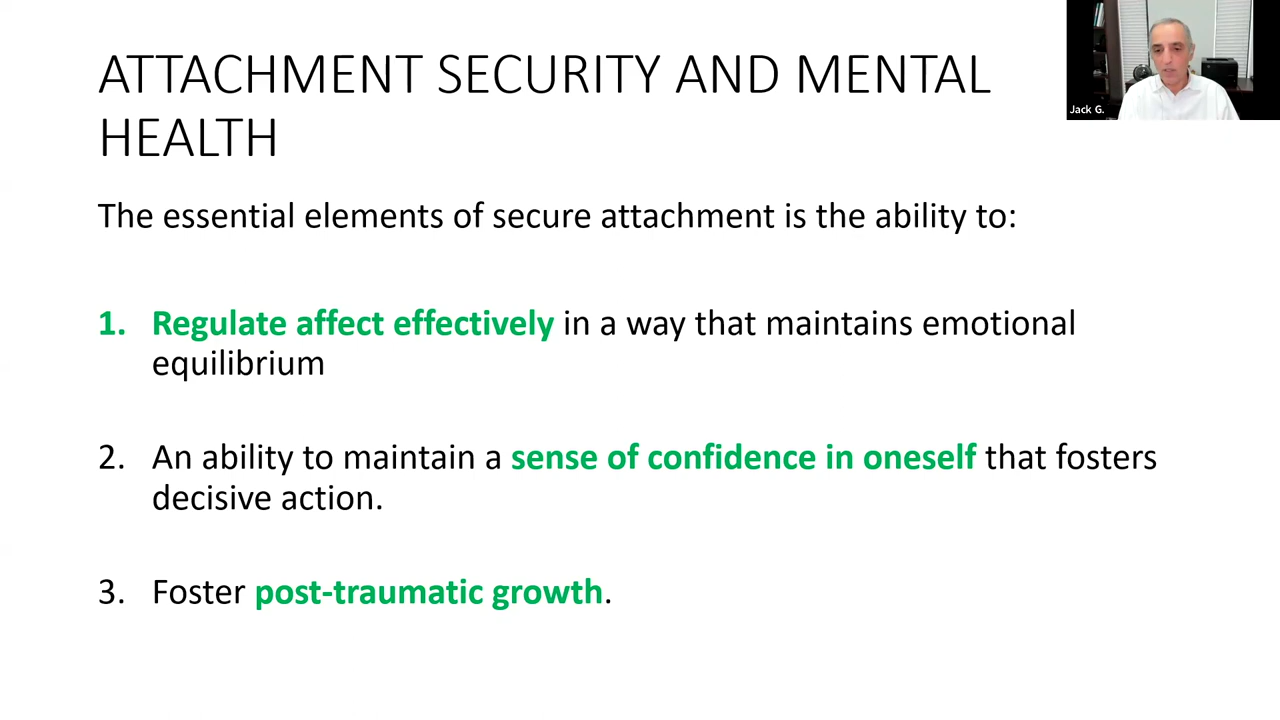 ATTACHMENT SECURITY AND MENTAL
HEALTH
Jack G.
The essential elements of secure attachment is the ability to:
1. Regulate affect effectively in a way that maintains emotional
equilibrium
2. An ability to maintain a sense of confidence in oneself that fosters
decisive action.
3. Foster post-traumatic growth.